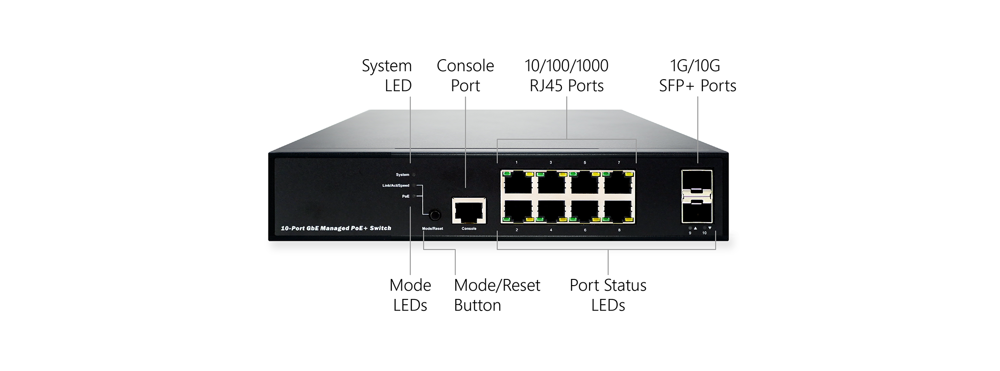 System
LED
Console
Port
10/100/1000
RJ45 Ports
1G/10G
SFP+ Ports
1 3 5 7
System
Link/Act/Speed
PoE
10-Port GbE Managed PoE+ Switch
Mode/Reset
Console
2 4 6 8
9 ▲ 10 ▼
Mode
LEDs
Mode/Reset
Button
Port Status
LEDs